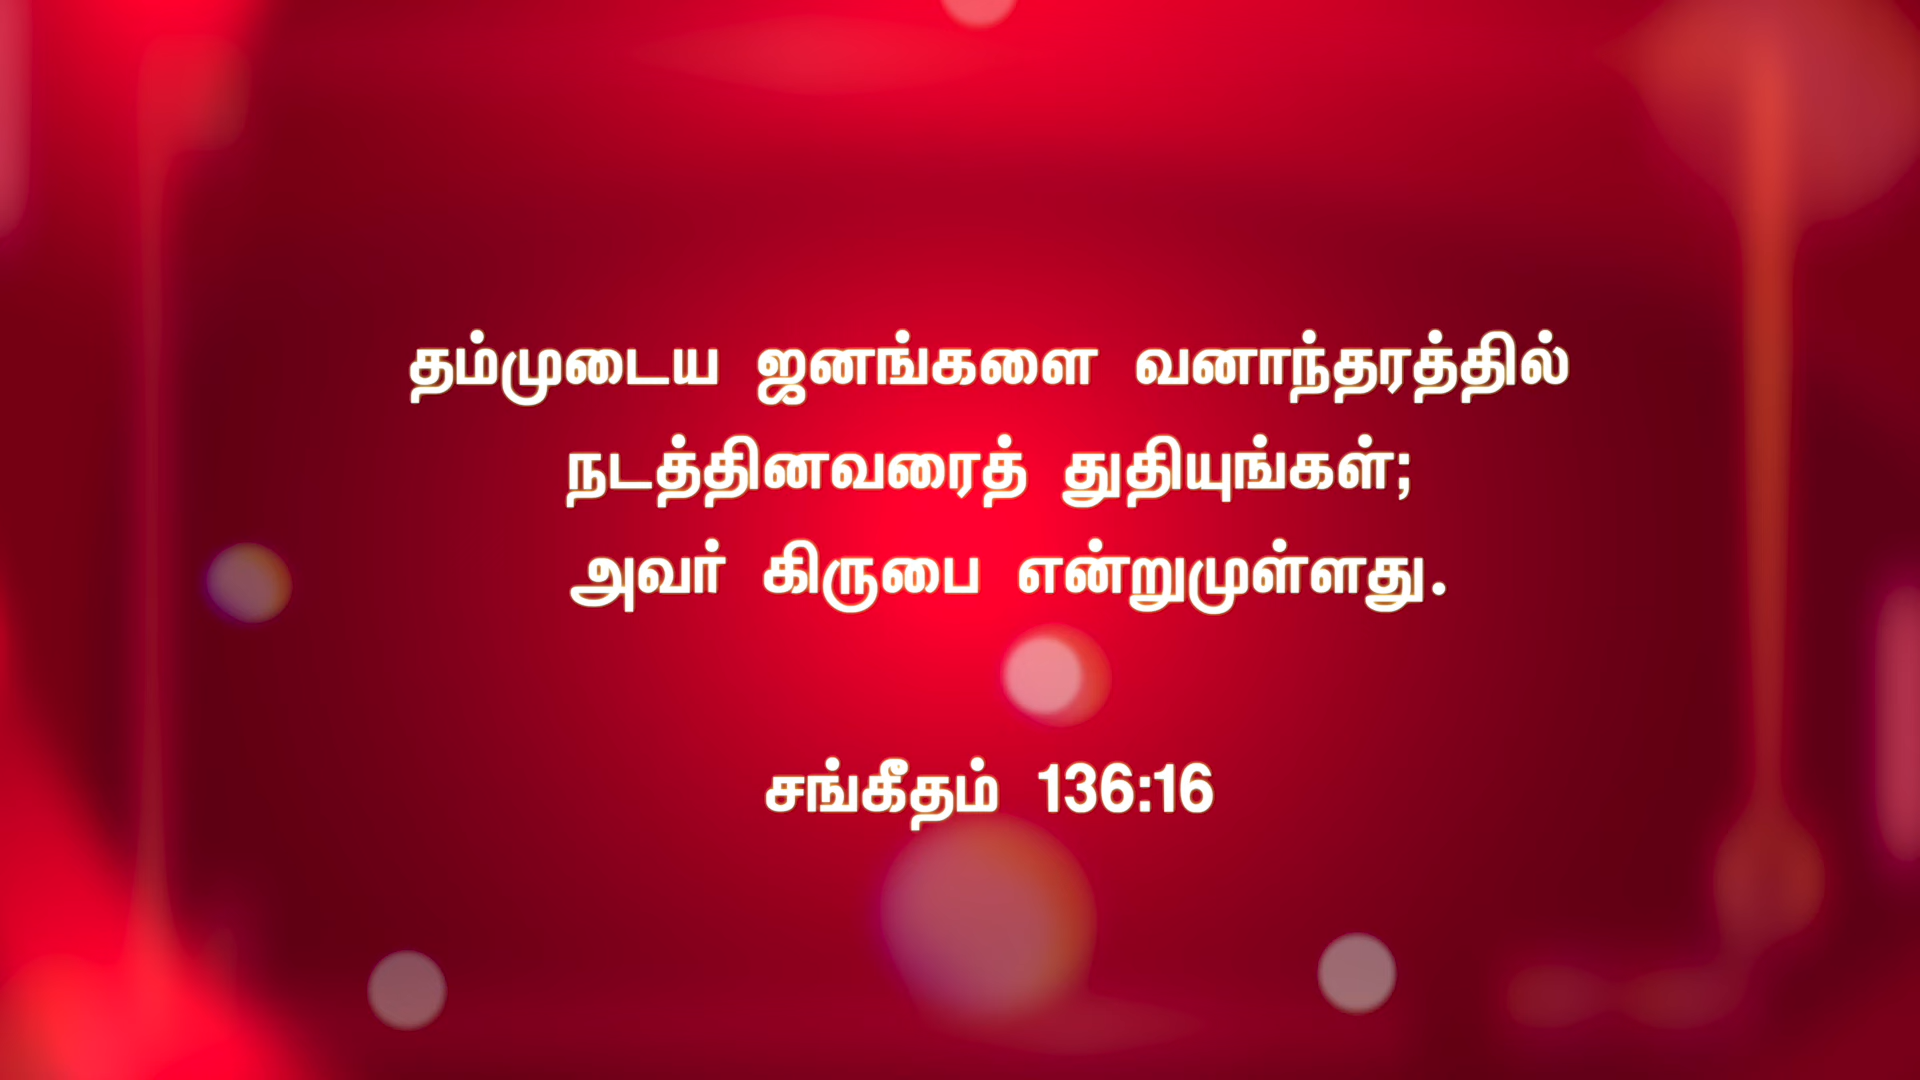 தம்முடைய ஜனங்களை வனாந்தரத்தில்
நடத்தினவரைத் துதியுங்கள்;
அவர் கிருபை என்றுமுள்ளது.
சங்கீதம் 136:16